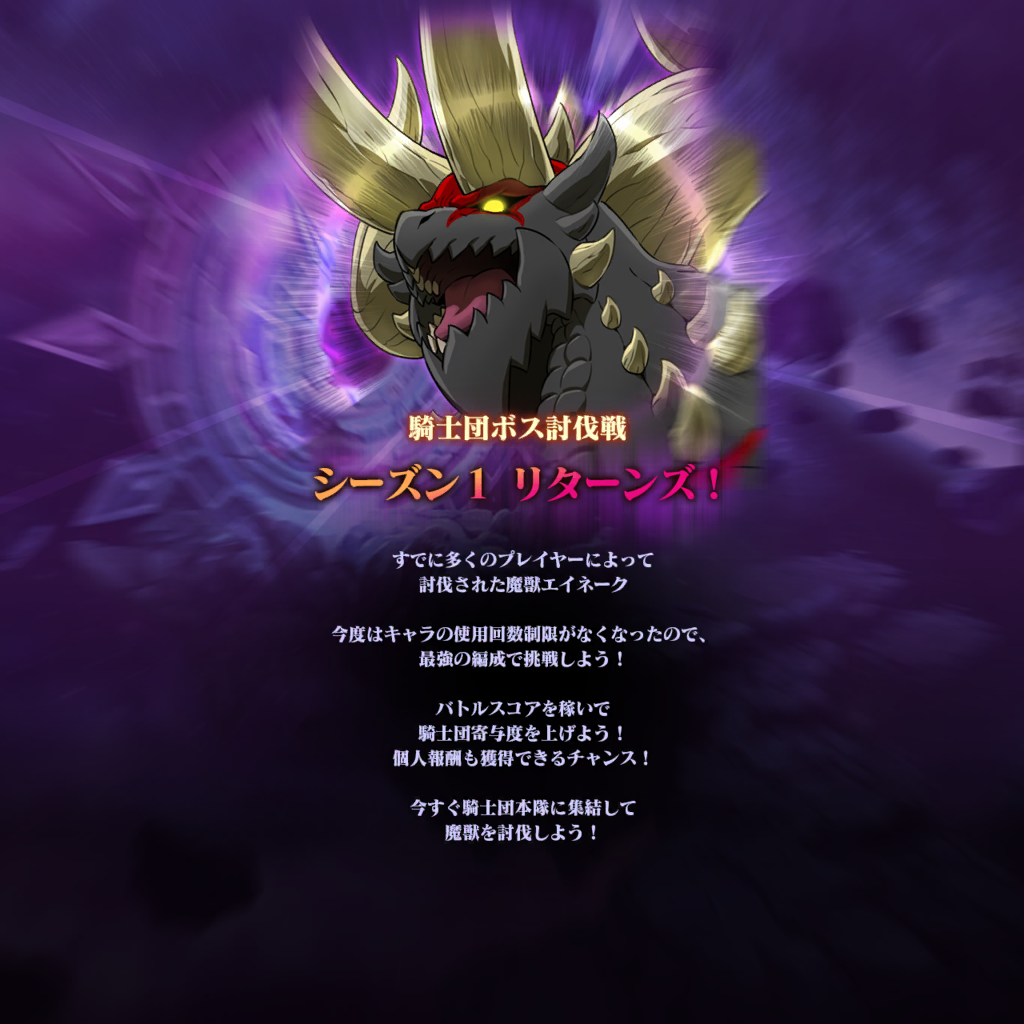 騎士団ボス討伐戦
シーズン1 リターンズ！
すでに多くのプレイヤーによって
討伐された魔獣エイネーク
今度はキャラの使用回数制限がなくなったので、
最強の編成で挑戦しよう！
バトルスコアを稼いで
騎士団寄与度を上げよう！
個人報酬も獲得できるチャンス！
今すぐ騎士団本隊に集結して
魔獣を討伐しよう！